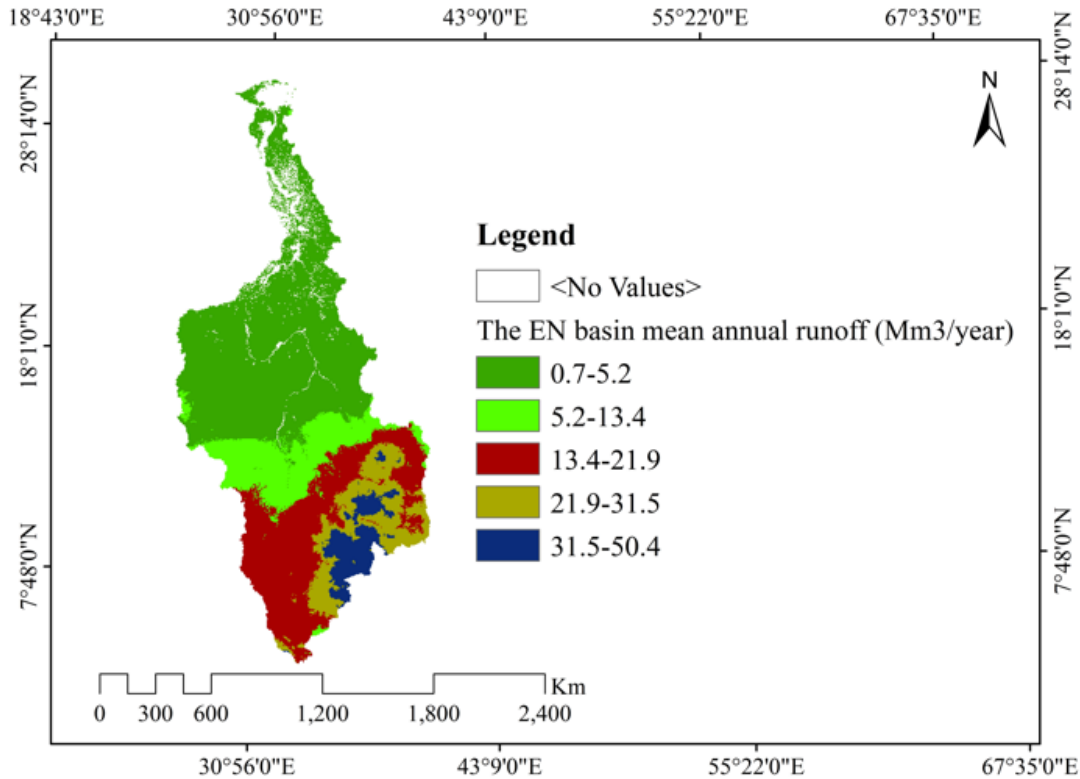 18°43'0"E 30°56'0"E 43°9'0"E 55°22'0"E 67°35'0"E
28°14'0"N
28°14'0"N
N
Legend
<No Values>
18°1'0"N
18°1'0"N
The EN basin mean annual runoff (Mm3/year)
0.7-5.2
5.2-13.4
13.4-21.9
21.9-31.5
31.5-50.4
7°48'0"N
7°48'0"N
Km
0 300 600 1,200 1,800 2,400
30°56'0"E 43°9'0"E 55°22'0"E 67°35'0"E